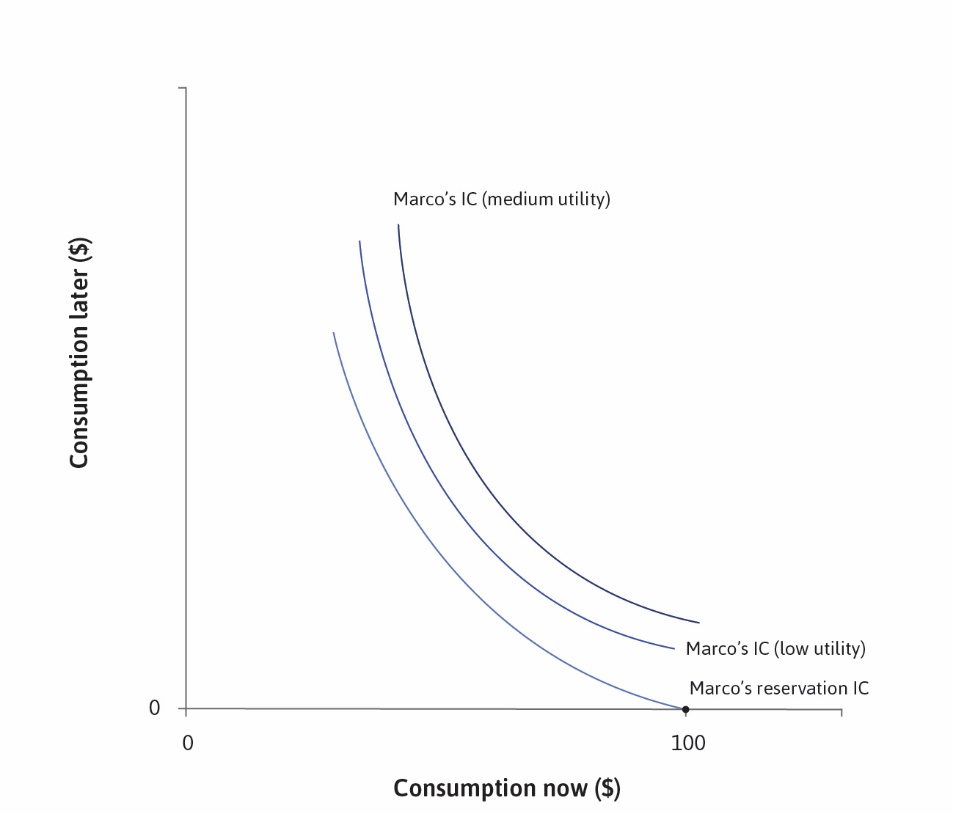 Marco’s IC (medium utility)
Consumption later ($)
Marco’s IC (low utility)
Marco’s reservation IC
0
0
100
Consumption now ($)